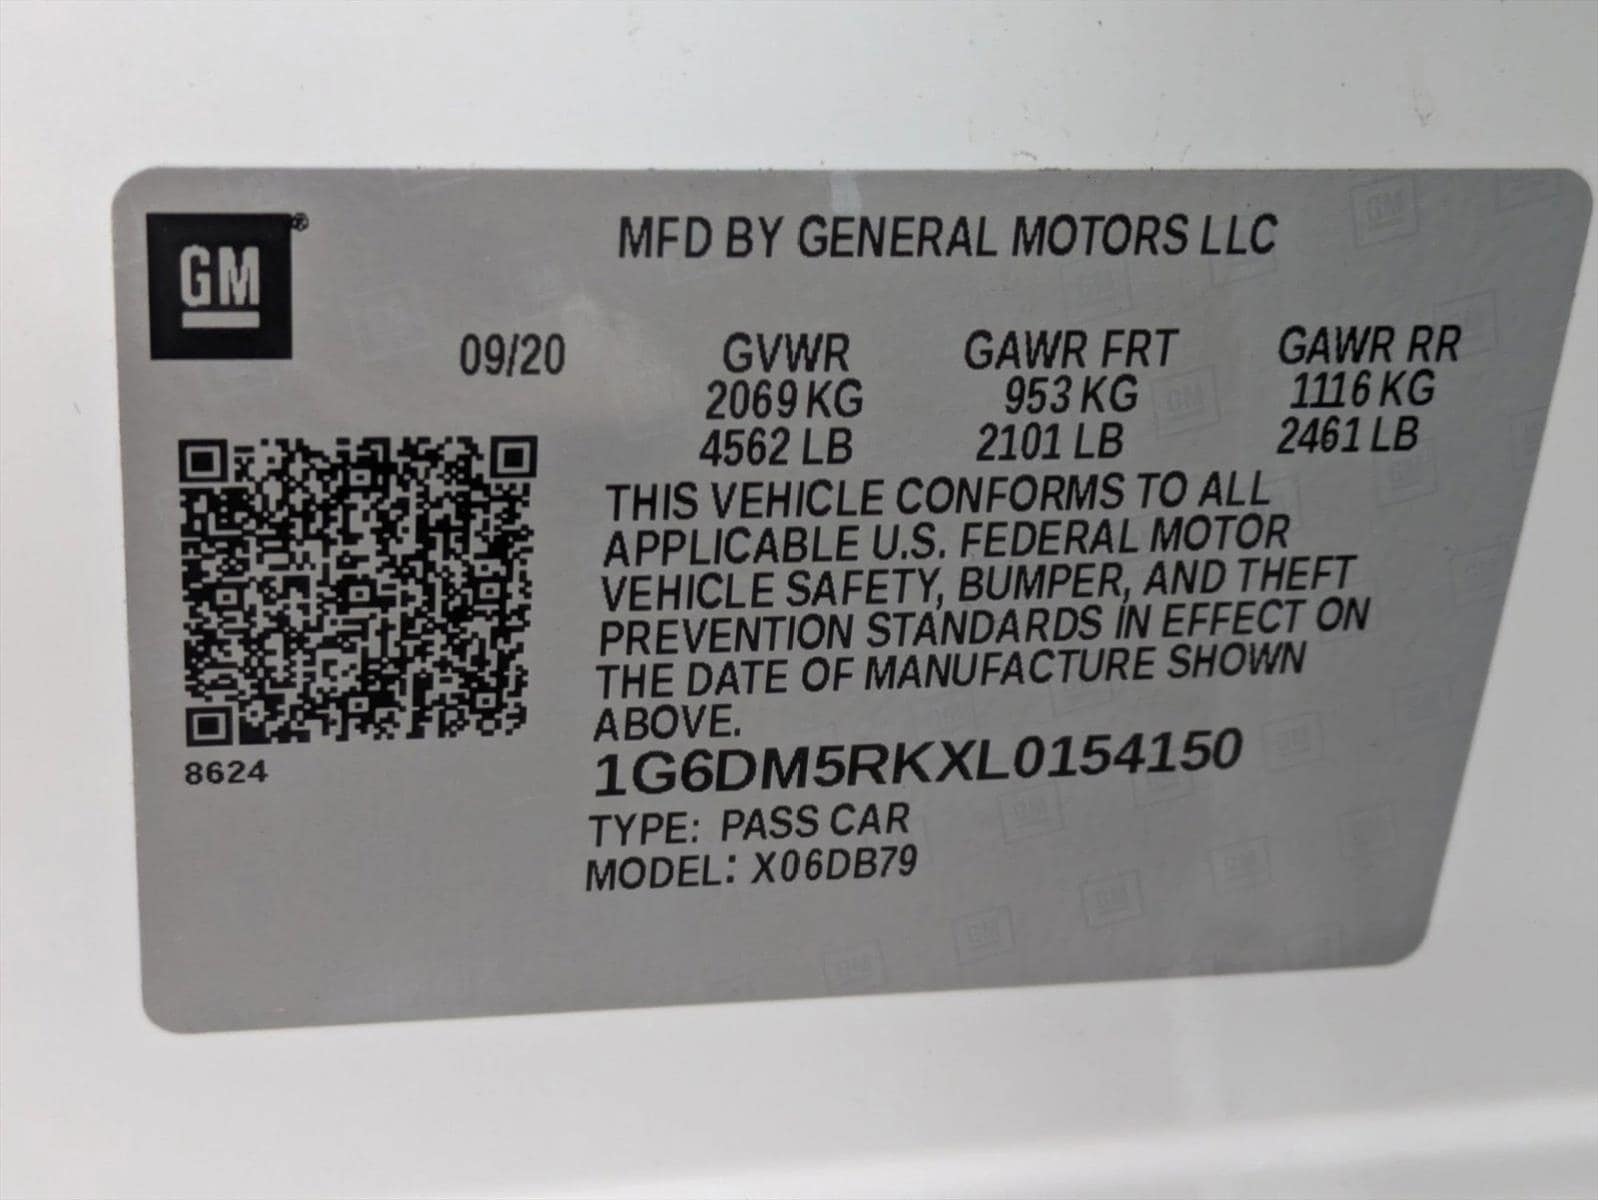 GM®
MFD BY GENERAL MOTORS LLC
09/20 GVWR GAWR FRT GAWR RR
2069 KG 953 KG 1116 KG
4562 LB 2101 LB 2461 LB
THIS VEHICLE CONFORMS TO ALL
APPLICABLE U.S. FEDERAL MOTOR
VEHICLE SAFETY, BUMPER, AND THEFT
PREVENTION STANDARDS IN EFFECT ON
THE DATE OF MANUFACTURE SHOWN
ABOVE.
1G6DM5RKXL0154150
8624
TYPE: PASS CAR
MODEL: X06DB79